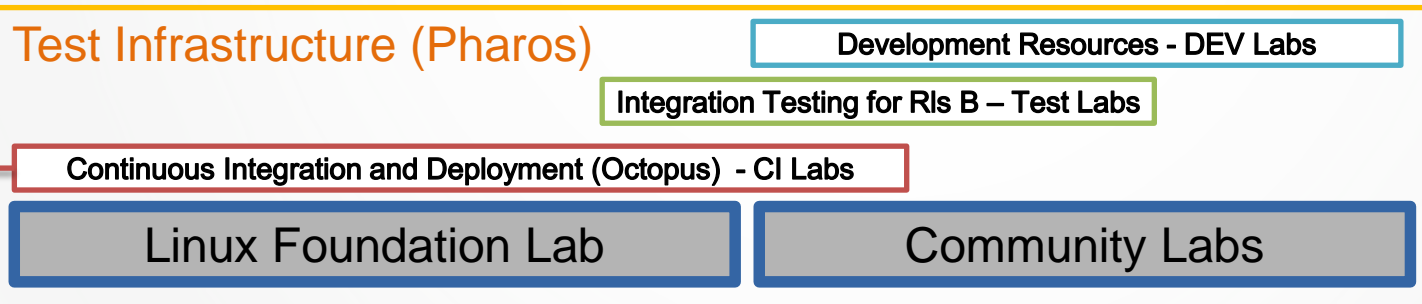 Test Infrastructure (Pharos)
Development Resources - DEV Labs
Integration Testing for Rls B – Test Labs
Continuous Integration and Deployment (Octopus) - CI Labs
Linux Foundation Lab
Community Labs